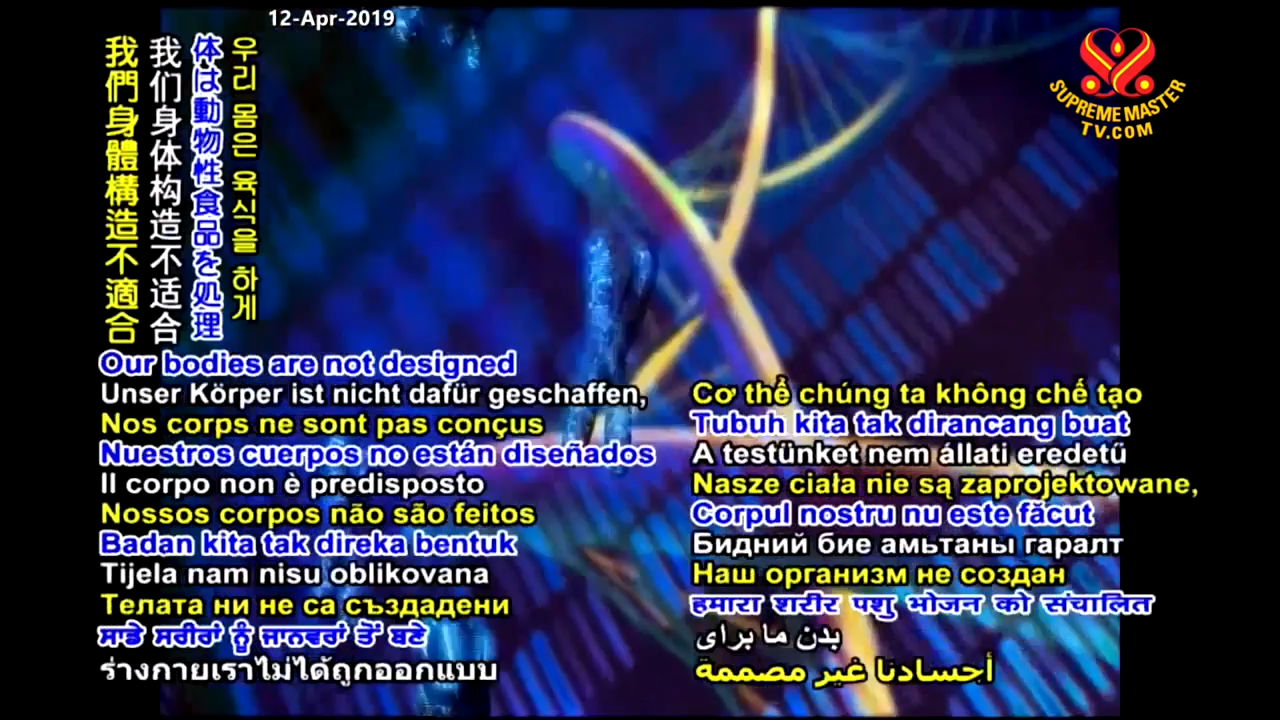 12-Apr-2019
SUPREME MASTER
TV.COM
我們身體構造不適合
我们身体构造不适合
体は動物性食品を処理
우리 몸은 육식을 하게
Our bodies are not designed
Unser Körper ist nicht dafür geschaffen,
Nos corps ne sont pas conçus
Nuestros cuerpos no están diseñados
Il corpo non è predisposto
Nossos corpos não são feitos
Badan kita tak direka bentuk
Tijela nam nisu oblikovana
Телата ни не са създадени
ਸਾਡੇ ਸਰੀਰਾਂ ਨੂੰ ਜਾਨਵਰਾਂ ਤੋਂ ਬਣੇ
ร่างกายเราไม่ได้ถูกออกแบบ
Cơ thể chúng ta không chế tạo
Tubuh kita tak dirancang buat
A testünket nem állati eredetű
Nasze ciała nie są zaprojektowane,
Corpul nostru nu este făcut
Бидний бие амьтаны гаралт
Наш организм не создан
हमारा शरीर पशु भोजन को संचालित
بدن ما برای
أجسادنا غير مصممة